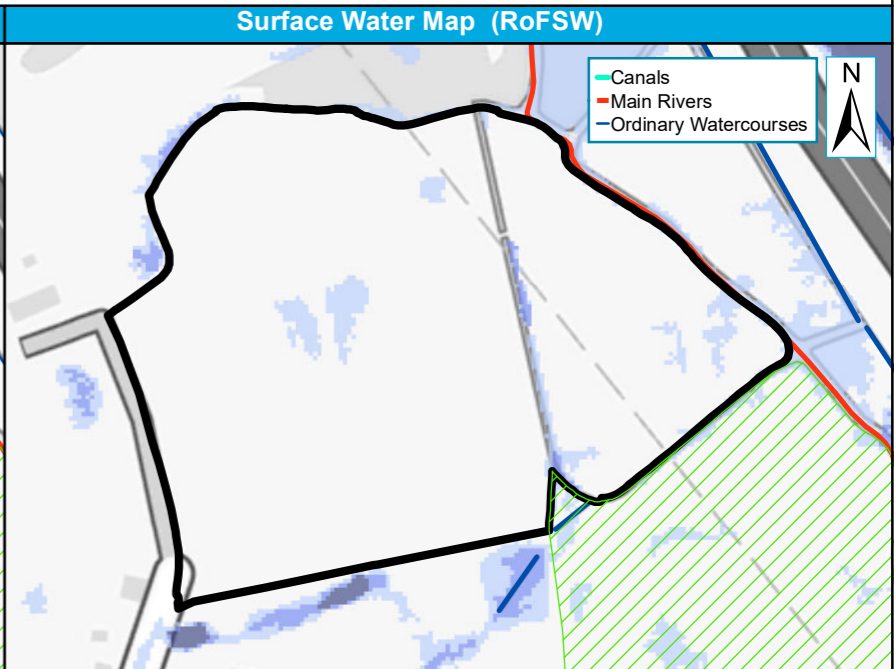 Surface Water Map (RoFSW)
Canals
Main Rivers
Ordinary Watercourses
N